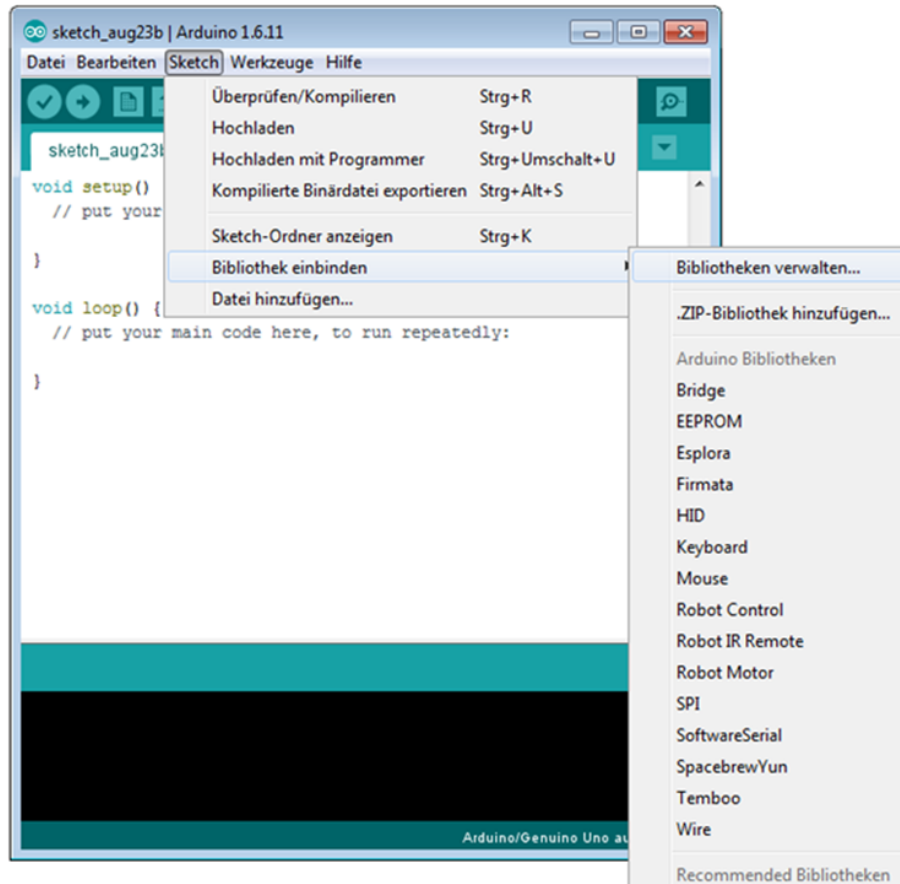 sketch_aug23b | Arduino 1.6.11
Datei Bearbeiten Sketch Werkzeuge Hilfe
Überprüfen/Kompilieren Strg+R
Hochladen Strg+U
Hochladen mit Programmer Strg+Umschalt+U
Kompilierte Binärdatei exportieren Strg+Alt+S
Sketch-Ordner anzeigen Strg+K
Bibliothek einbinden
Datei hinzufügen...
sketch_aug23b
void setup()
// put your
}
void loop() {
// put your main code here, to run repeatedly:
}
Bibliotheken verwalten...
.ZIP-Bibliothek hinzufügen...
Arduino Bibliotheken
Bridge
EEPROM
Esplora
Firmata
HID
Keyboard
Mouse
Robot Control
Robot IR Remote
Robot Motor
SPI
SoftwareSerial
SpacebrewYun
Temboo
Wire
Recommended Bibliotheken
Arduino/Genuino Uno au